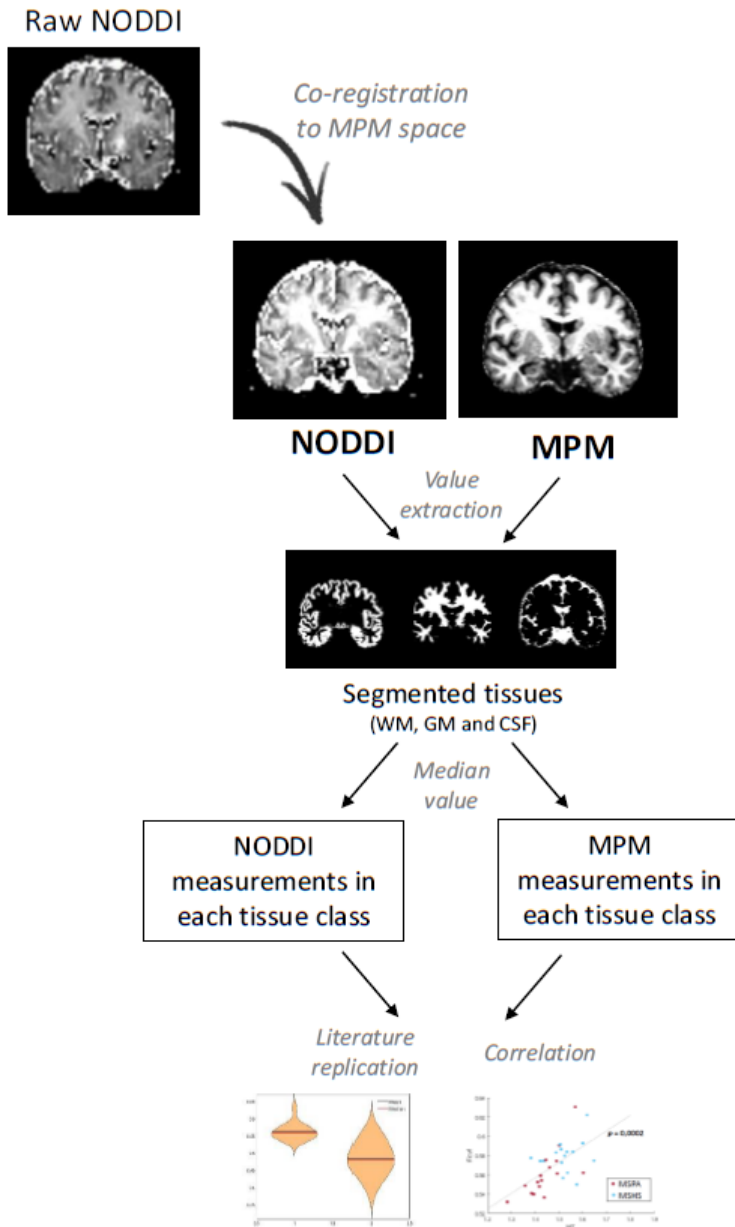 Raw NODDI
Co-registration
to MPM space
NODDI
MPM
Value
extraction
Segmented tissues
(WM, GM and CSF)
Median
value
NODDI
measurements in
each tissue class
MPM
measurements in
each tissue class
Literature
replication
Correlation
p = 0.0002
MSPA
MSHS